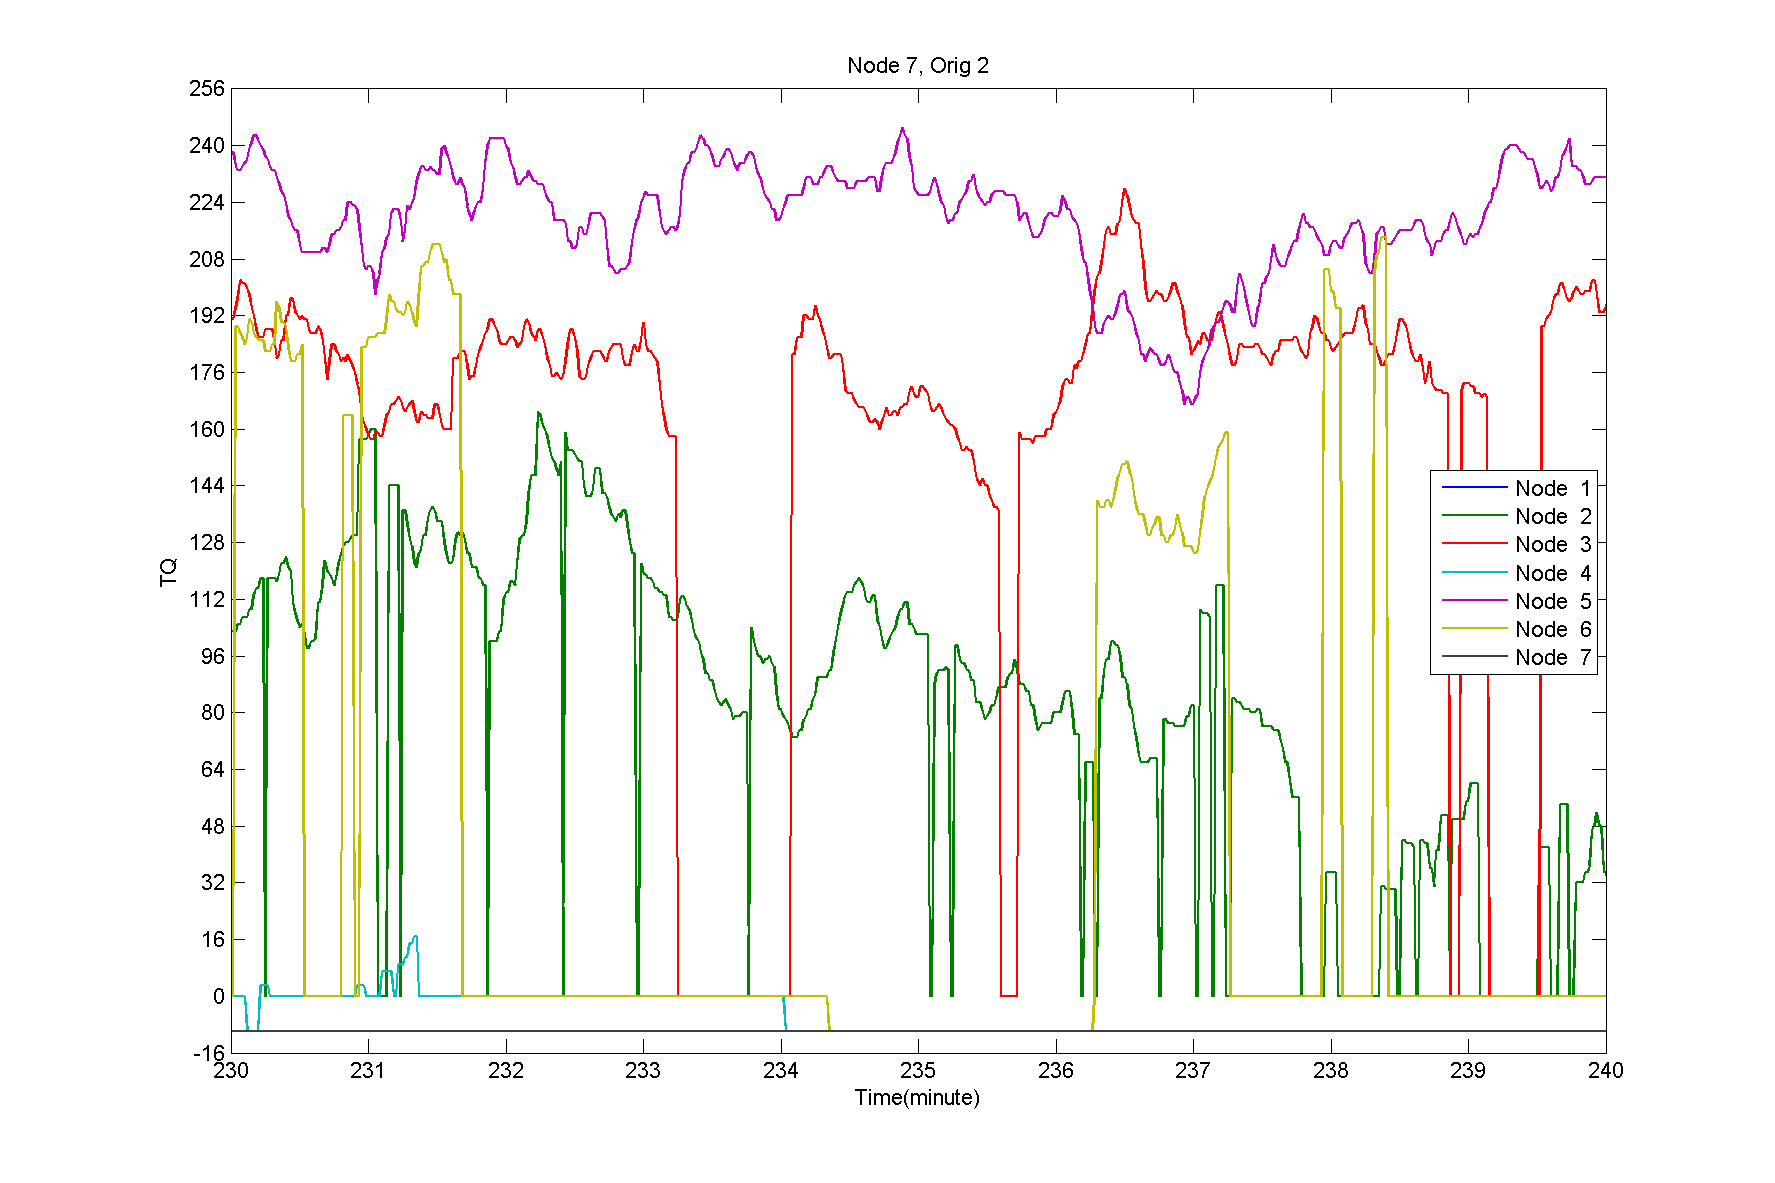 Node 7, Orig 2
256
240
224
208
192
176
160
144
128
112
96
80
64
48
32
16
0
-16
TQ
Node 1
Node 2
Node 3
Node 4
Node 5
Node 6
Node 7
230 231 232 233 234 235 236 237 238 239 240
Time(minute)